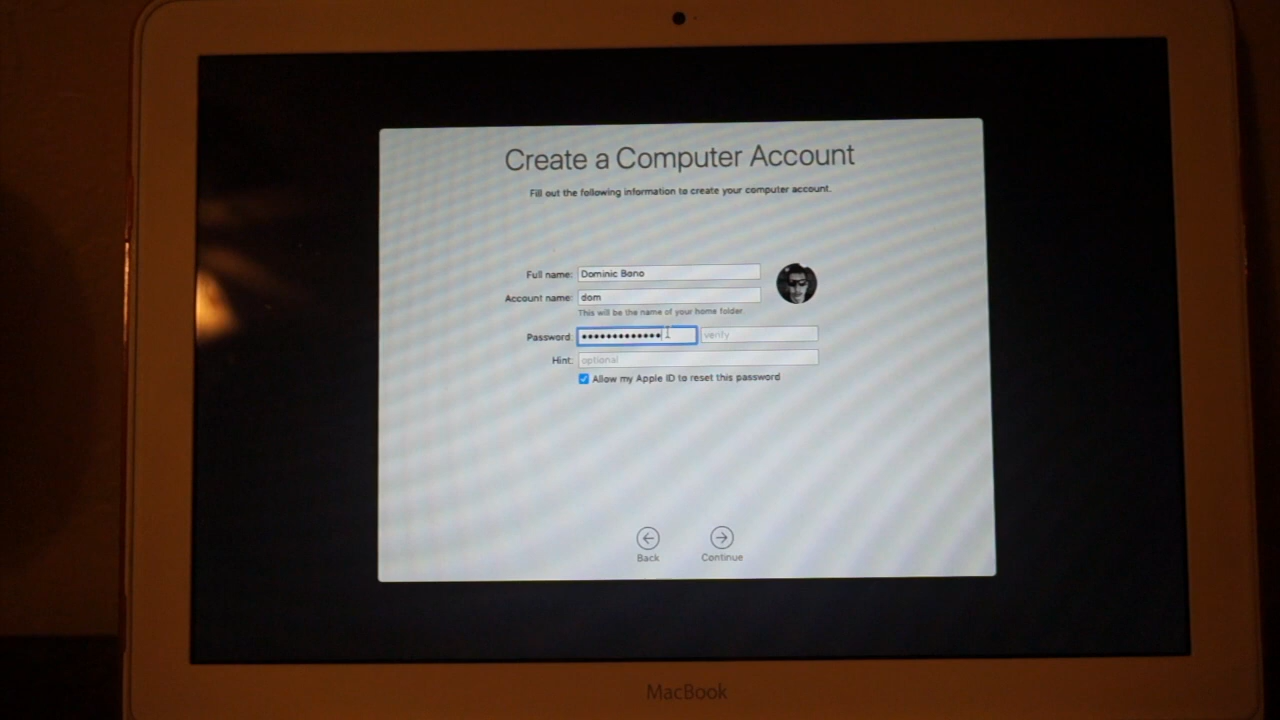 Create a Computer Account
Fill out the following information to create your computer account.
Full name: Dominic Bono
Account name: dom
This will be the name of your home folder.
Password: ••••••••••••• verify
Hint: optional
Allow my Apple ID to reset this password
Back Continue
MacBook